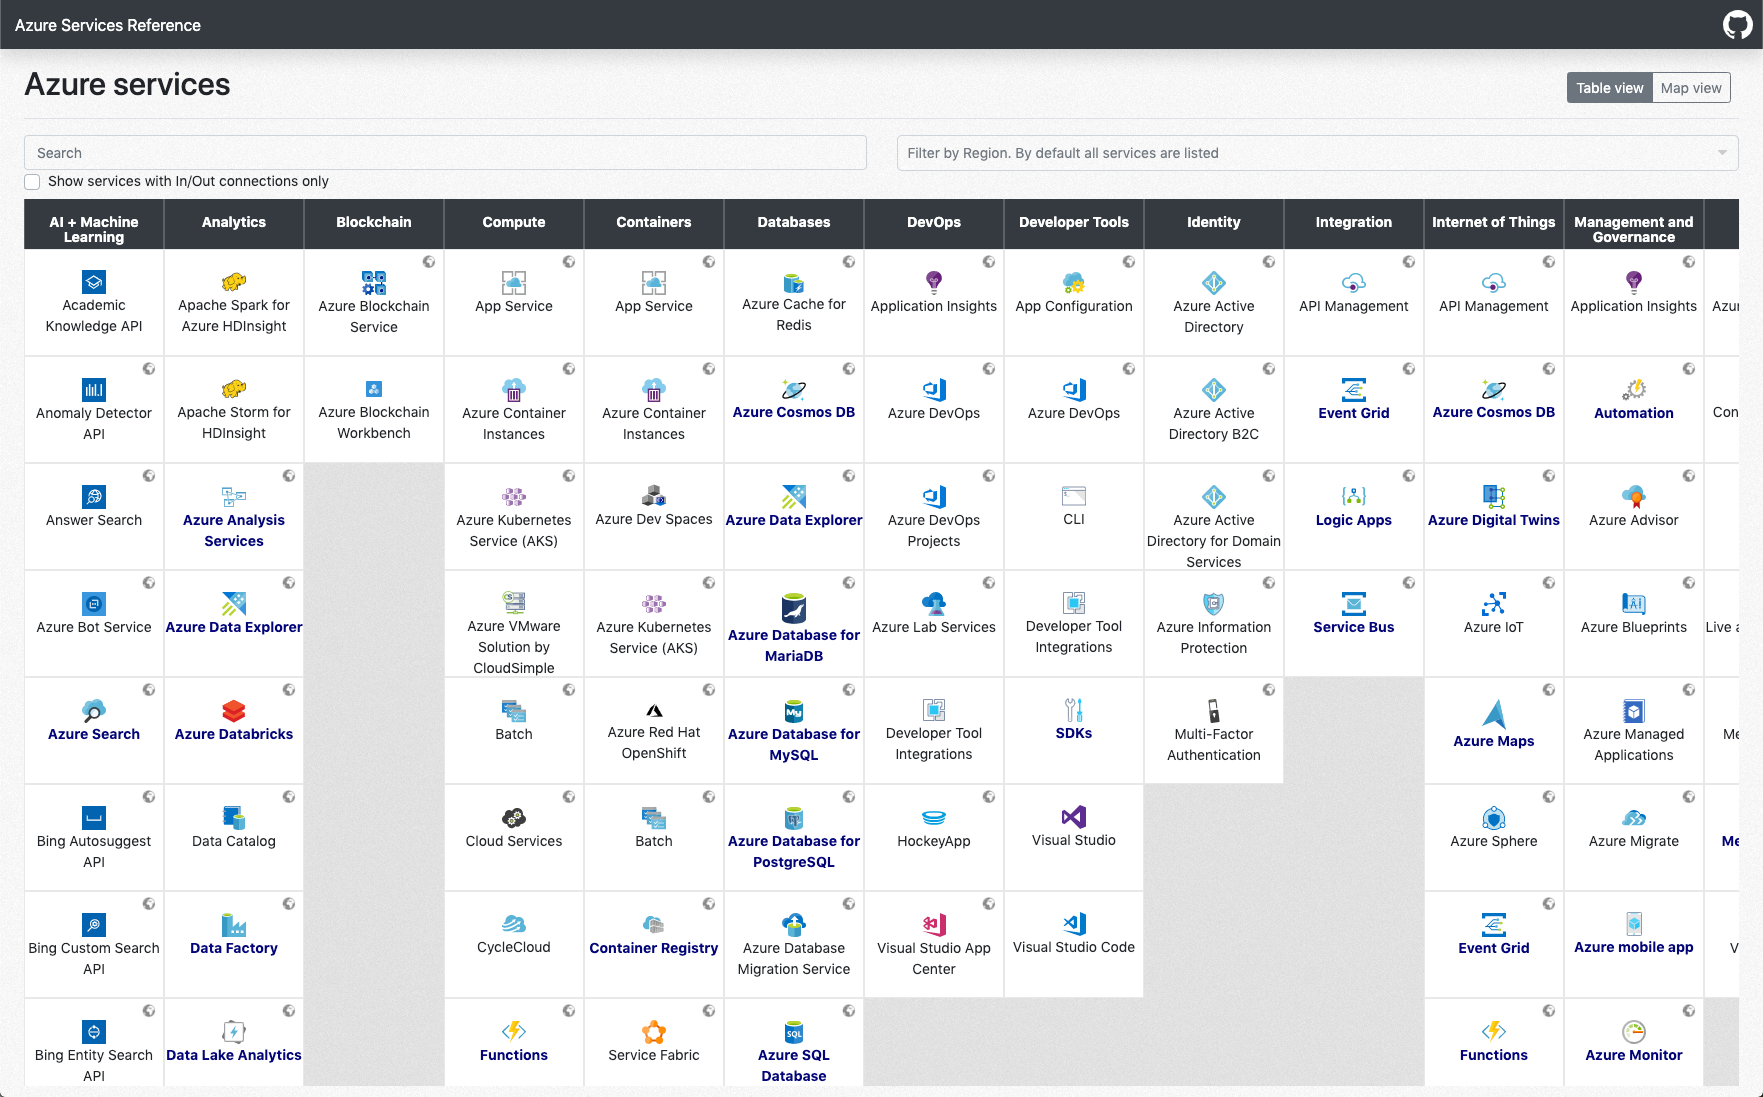 Azure Services Reference
Azure services
Table view
Map view
Search
Filter by Region. By default all services are listed
Show services with In/Out connections only
AI + Machine
Learning
Analytics
Blockchain
Compute
Containers
Databases
DevOps
Developer Tools
Identity
Integration
Internet of Things
Management and
Governance
Academic
Knowledge API
Apache Spark for
Azure HDInsight
Azure Blockchain
Service
App Service
App Service
Azure Cache for
Redis
Application Insights
App Configuration
Azure Active
Directory
API Management
API Management
Application Insights
Anomaly Detector
API
Apache Storm for
HDInsight
Azure Blockchain
Workbench
Azure Container
Instances
Azure Container
Instances
Azure Cosmos DB
Azure DevOps
Azure DevOps
Azure Active
Directory B2C
Event Grid
Azure Cosmos DB
Automation
Con
Answer Search
Azure Analysis
Services
Azure Kubernetes
Service (AKS)
Azure Dev Spaces
Azure Data Explorer
Azure DevOps
Projects
CLI
Azure Active
Directory for Domain
Services
Logic Apps
Azure Digital Twins
Azure Advisor
Azure Bot Service
Azure Data Explorer
Azure VMware
Solution by
CloudSimple
Azure Kubernetes
Service (AKS)
Azure Database for
MariaDB
Azure Lab Services
Developer Tool
Integrations
Azure Information
Protection
Service Bus
Azure IoT
Azure Blueprints
Live
Azure Search
Azure Databricks
Batch
Azure Red Hat
OpenShift
Azure Database for
MySQL
Developer Tool
Integrations
SDKs
Multi-Factor
Authentication
Azure Maps
Azure Managed
Applications
Me
Bing Autosuggest
API
Data Catalog
Cloud Services
Batch
Azure Database for
PostgreSQL
HockeyApp
Visual Studio
Azure Sphere
Azure Migrate
Me
Bing Custom Search
API
Data Factory
CycleCloud
Container Registry
Azure Database
Migration Service
Visual Studio App
Center
Visual Studio Code
Event Grid
Azure mobile app
V
Bing Entity Search
API
Data Lake Analytics
Functions
Service Fabric
Azure SQL
Database
Functions
Azure Monitor